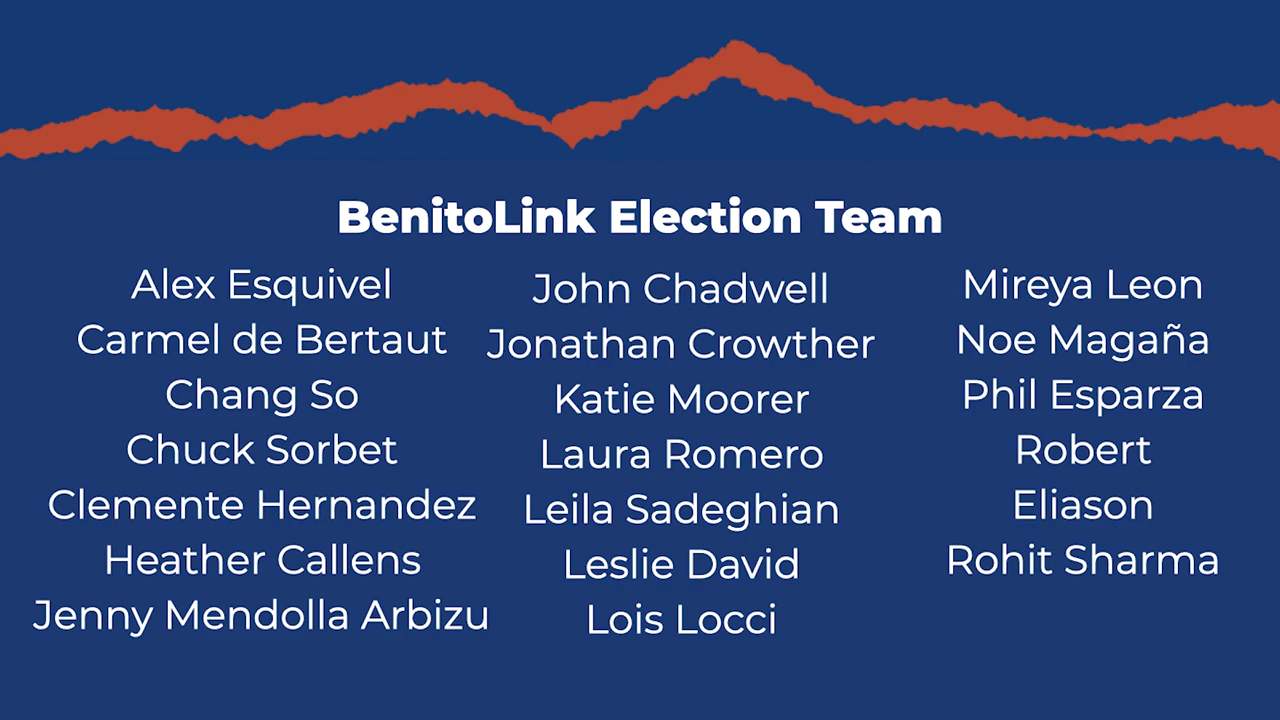 BenitoLink Election Team
Alex Esquivel
Carmel de Bertaut
Chang So
Chuck Sorbet
Clemente Hernandez
Heather Callens
Jenny Mendolla Arbizu
John Chadwell
Jonathan Crowther
Katie Moorer
Laura Romero
Leila Sadeghian
Leslie David
Lois Locci
Mireya Leon
Noe Magaña
Phil Esparza
Robert
Eliason
Rohit Sharma